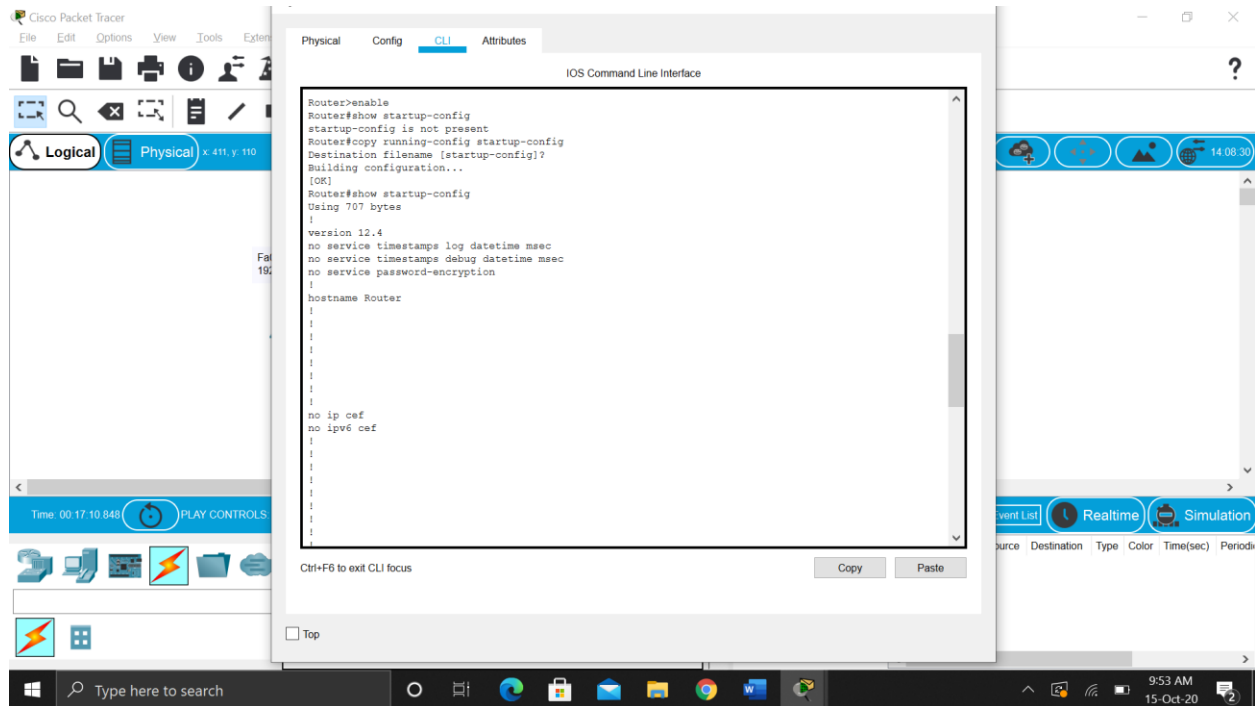 Cisco Packet Tracer
File Edit Options View Tools Exten
Physical Config CLI Attributes
IOS Command Line Interface
?
Router>enable
Router#show startup-config
startup-config is not present
Router#copy running-config startup-config
Destination filename [startup-config]?
Building configuration...
[OK]
Router#show startup-config
Using 707 bytes
!
version 12.4
no service timestamps log datetime msec
no service timestamps debug datetime msec
no service password-encryption
!
hostname Router
!
!
!
!
!
!
!
!
no ip cef
no ipv6 cef
!
!
!
!
!
!
!
!
!
Logical Physical x: 411, y: 110
14:08:30
Fa
192
Time: 00:17:10.848 PLAY CONTROLS:
Event List Realtime Simulation
ource Destination Type Color Time(sec) Periodi
Ctrl+F6 to exit CLI focus
Copy Paste
Top
Type here to search
9:53 AM
15-Oct-20
2